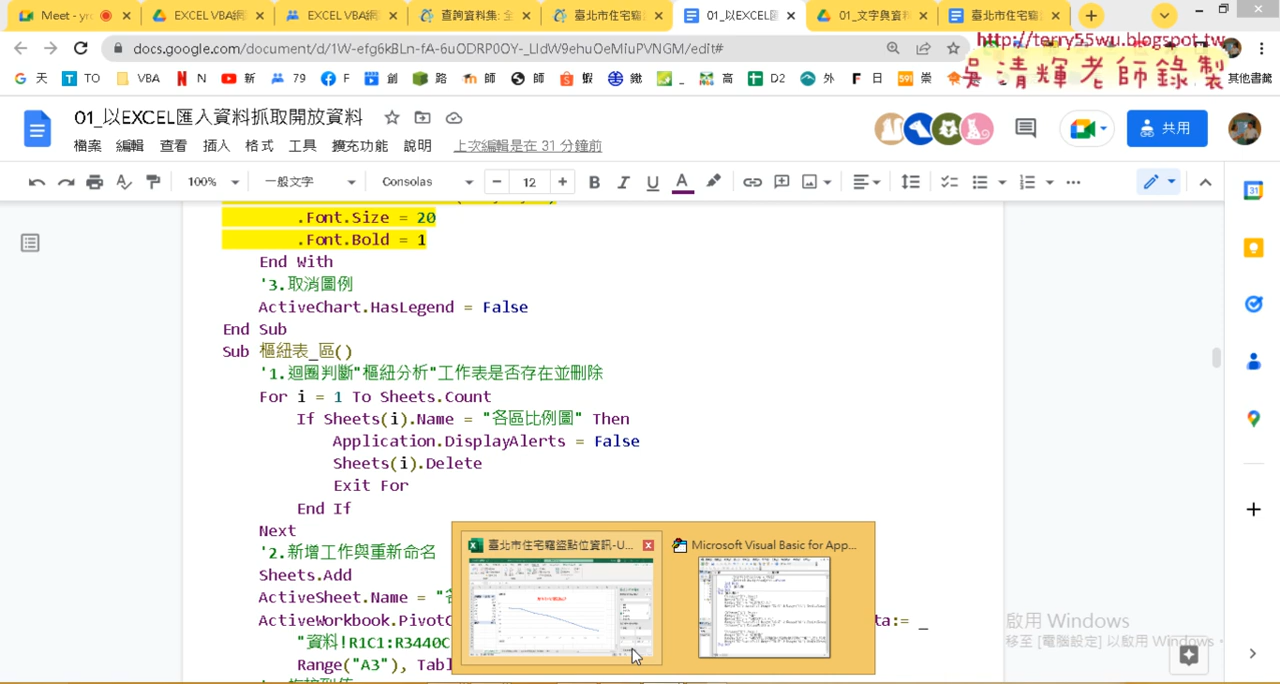 Meet - yrc
EXCEL VBA網
EXCEL VBA網
查詢資料集: 全
臺北市住宅竊
01_以EXCEL匯
01_文字與資料
臺北市住宅竊
docs.google.com/document/d/1W-efg6kBLn-fA-6uODRP0OY-_LIdW9ehuOeMiuPVNGM/edit#
http://terry55wu.blogspot.tw
吳清輝老師錄製
天 TO VBA N 新 79 F 創 路 師 師 蝦 鐵 _ 高 D2 外 日 崇 其他書籤
01_以EXCEL匯入資料抓取開放資料
共用
檔案 編輯 查看 插入 格式 工具 擴充功能 說明 上次編輯是在 31 分鐘前
100% 一般文字 Consolas 12 B I U A
.Font.Size = 20
.Font.Bold = 1
End With
'3.取消圖例
ActiveChart.HasLegend = False
End Sub
Sub 樞紐表_區()
'1.迴圈判斷"樞紐分析"工作表是否存在並刪除
For i = 1 To Sheets.Count
If Sheets(i).Name = "各區比例圖" Then
Application.DisplayAlerts = False
Sheets(i).Delete
Exit For
End If
Next
'2.新增工作與重新命名
Sheets.Add
ActiveSheet.Name = "
ActiveWorkbook.PivotC
ta:= _
"資料!R1C1:R3440C
Range("A3"), Tabl
臺北市住宅竊盜點位資訊-U...
Microsoft Visual Basic for App...
啟用 Windows
移至 [電腦設定] 以啟用 Windows。